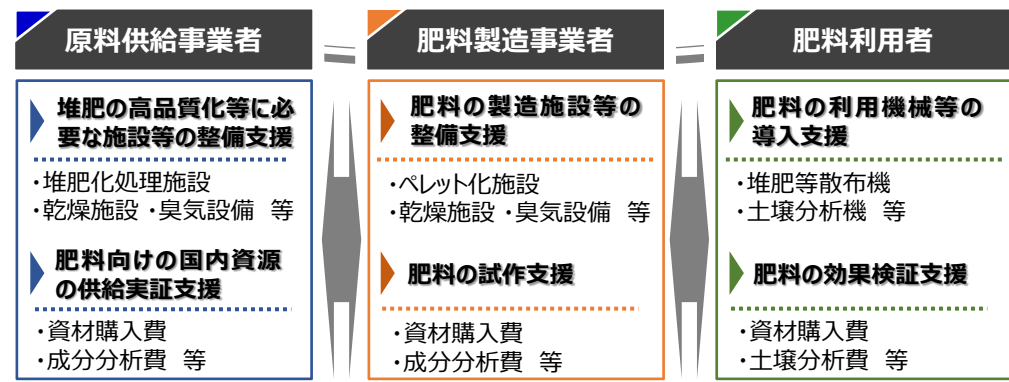 原料供給事業者
堆肥の高品質化等に必
要な施設等の整備支援
・堆肥化処理施設
・乾燥施設・臭気設備 等
肥料向けの国内資源
の供給実証支援
・資材購入費
・成分分析費 等
肥料製造事業者
肥料の製造施設等の
整備支援
・ペレット化施設
・乾燥施設・臭気設備 等
肥料の試作支援
・資材購入費
・成分分析費 等
肥料利用者
肥料の利用機械等の
導入支援
・堆肥等散布機
・土壌分析機 等
肥料の効果検証支援
・資材購入費
・土壌分析費 等